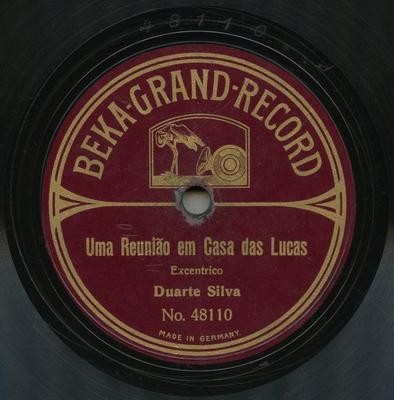 48110
BEKA-GRAND-RECORD
Uma Reunião em Casa das Lucas
Excentrico
Duarte Silva
No. 48110
MADE IN GERMANY.